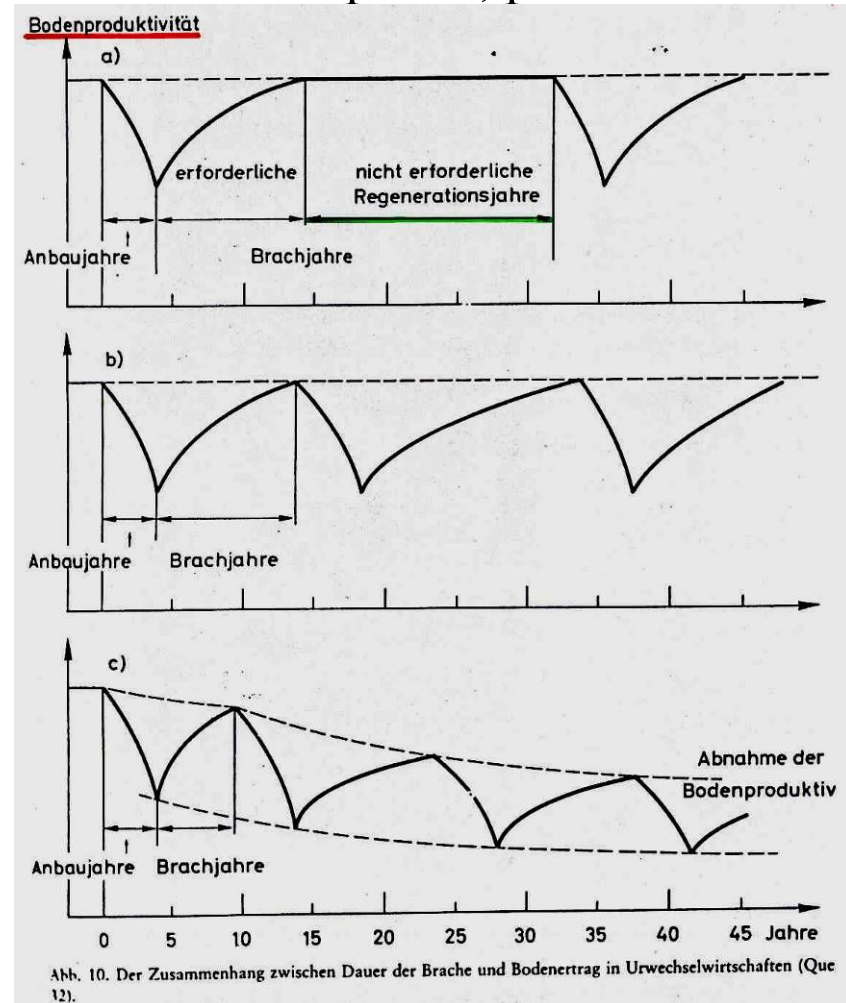 Bodenproduktivität
a)
erforderliche
nicht erforderliche
Regenerationsjahre
Anbaujahre
Brachjahre
b)
Anbaujahre
Brachjahre
c)
Abnahme der
Bodenproduktiv
Anbaujahre
Brachjahre
0 5 10 15 20 25 30 35 40 45 Jahre
Abb. 10. Der Zusammenhang zwischen Dauer der Brache und Bodenertrag in Urwechselwirtschaften (Que
12).